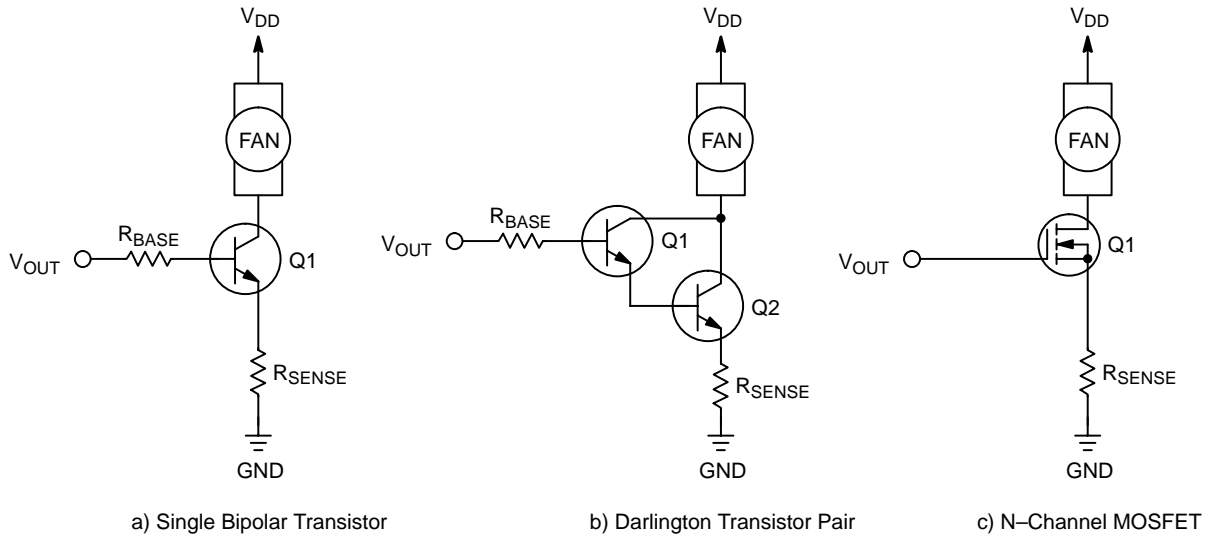 VDD
VDD
VDD
FAN
FAN
FAN
RBASE
VOUT
Q1
RSENSE
GND
RBASE
VOUT
Q1
Q2
RSENSE
GND
VOUT
Q1
RSENSE
GND
a) Single Bipolar Transistor
b) Darlington Transistor Pair
c) N–Channel MOSFET